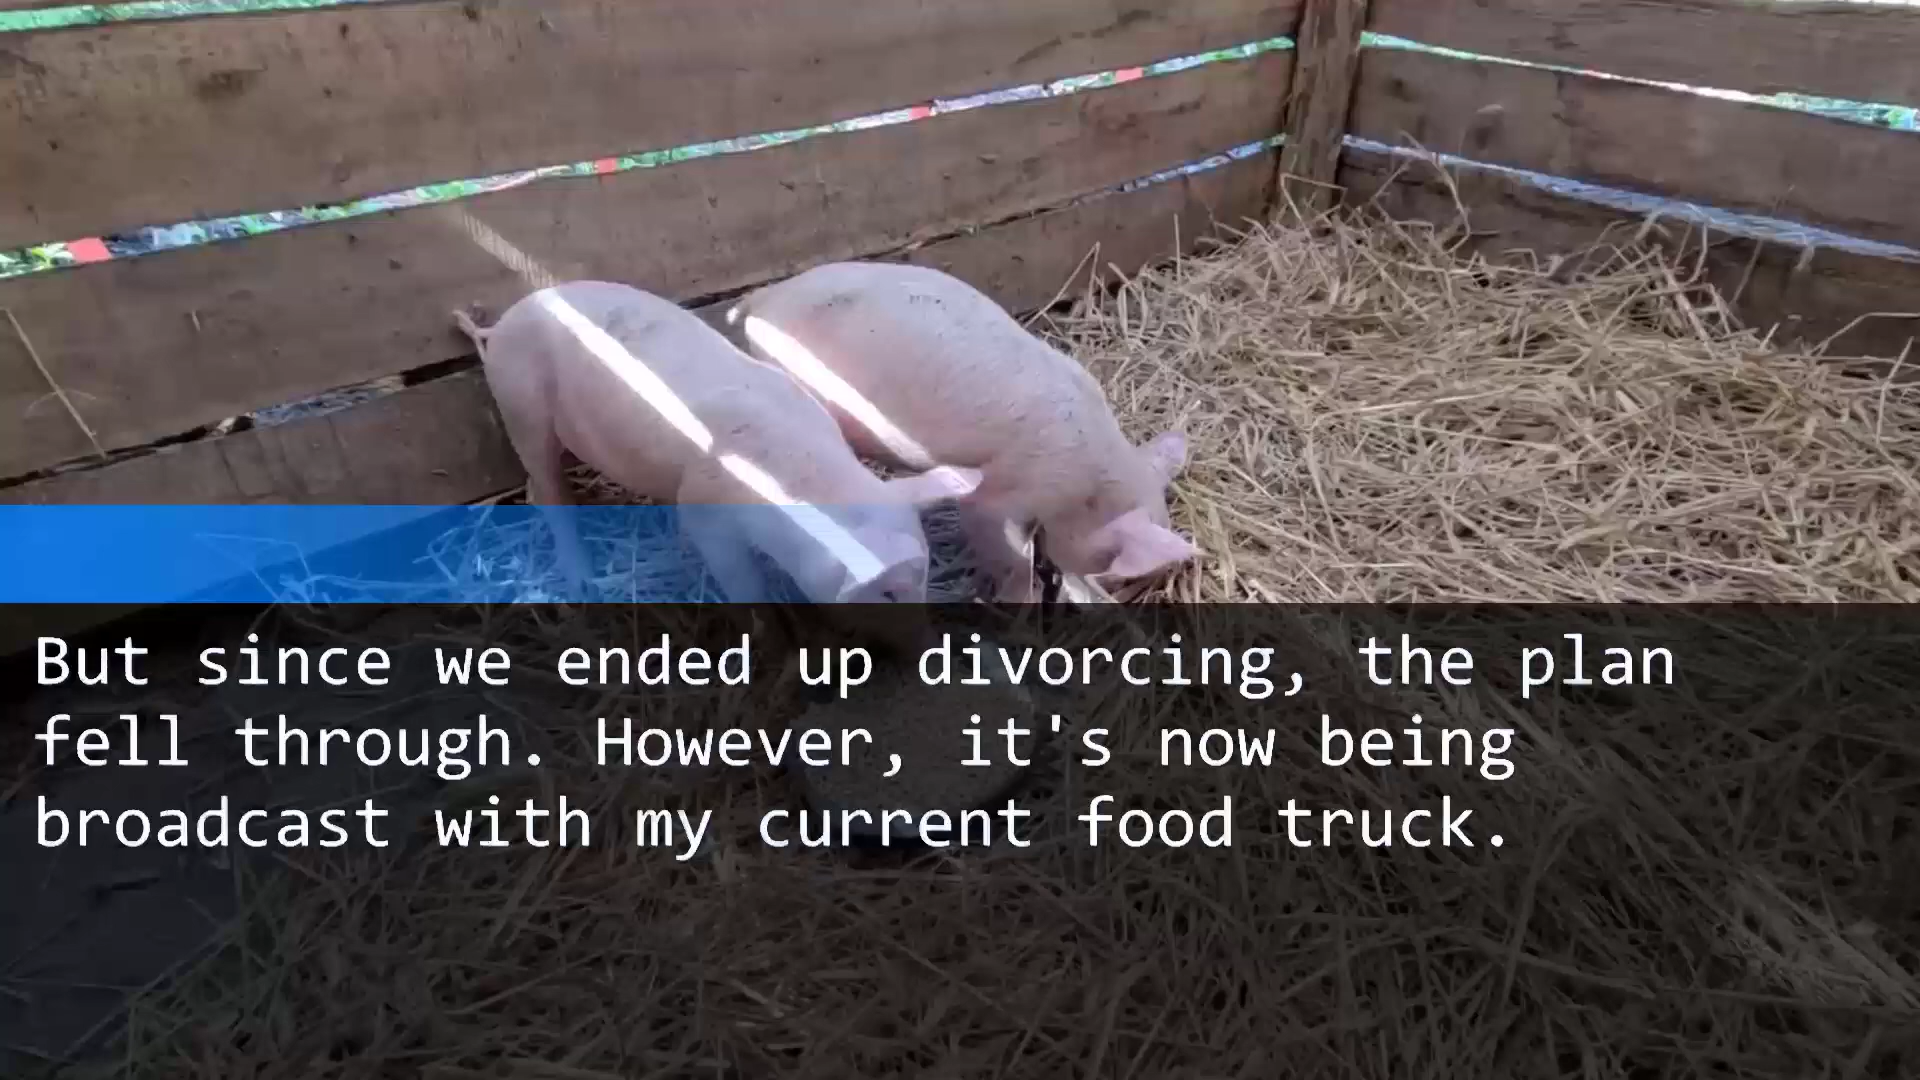 But since we ended up divorcing, the plan
fell through. However, it's now being
broadcast with my current food truck.